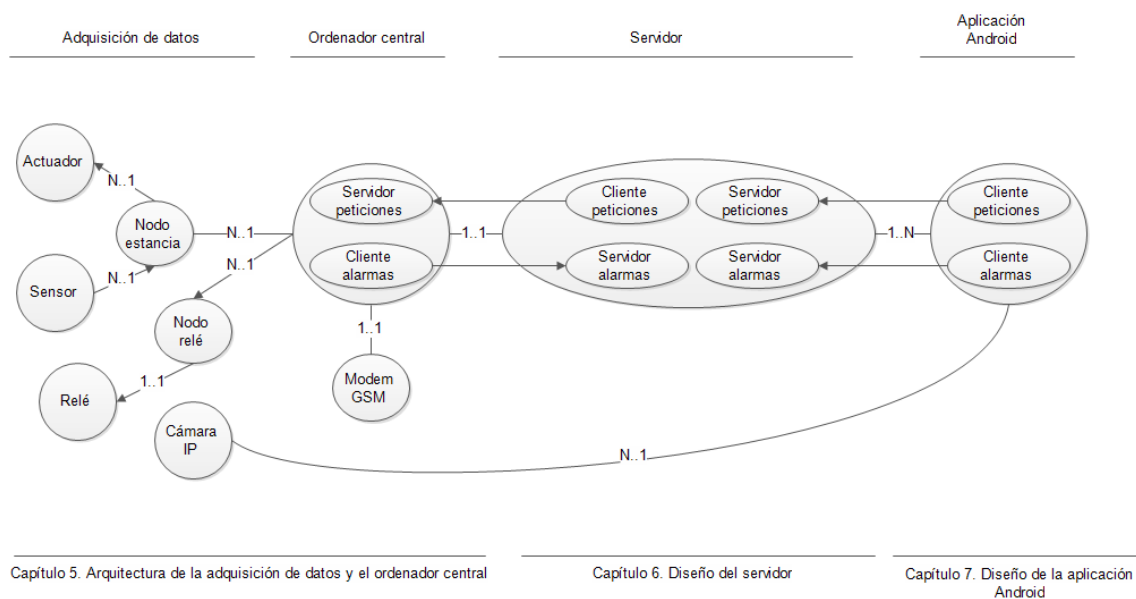 Adquisición de datos
Ordenador central
Servidor
Aplicación
Android
Actuador
N..1
Nodo
estancia
N..1
Sensor
N..1
N..1
Nodo
relé
1..1
Relé
Cámara
IP
Servidor
peticiones
Cliente
alarmas
1..1
1..1
Modem
GSM
Cliente
peticiones
Servidor
peticiones
Servidor
alarmas
Servidor
alarmas
1..N
Cliente
peticiones
Cliente
alarmas
N..1
Capítulo 5. Arquitectura de la adquisición de datos y el ordenador central
Capítulo 6. Diseño del servidor
Capítulo 7. Diseño de la aplicación
Android